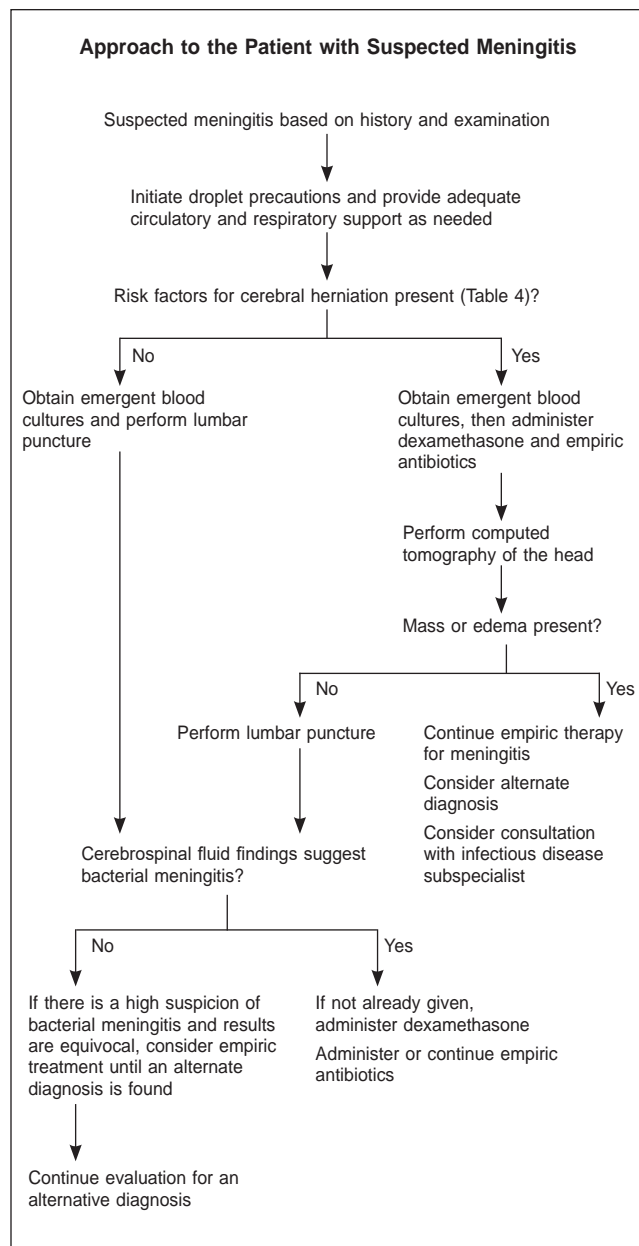 Approach to the Patient with Suspected Meningitis
Suspected meningitis based on history and examination
Initiate droplet precautions and provide adequate
circulatory and respiratory support as needed
Risk factors for cerebral herniation present (Table 4)?
No
Yes
Obtain emergent blood
cultures and perform lumbar
puncture
Obtain emergent blood
cultures, then administer
dexamethasone and empiric
antibiotics
Perform computed
tomography of the head
Mass or edema present?
No
Yes
Perform lumbar puncture
Continue empiric therapy
for meningitis
Consider alternate
diagnosis
Consider consultation
with infectious disease
subspecialist
Cerebrospinal fluid findings suggest
bacterial meningitis?
No
Yes
If there is a high suspicion of
bacterial meningitis and results
are equivocal, consider empiric
treatment until an alternate
diagnosis is found
If not already given,
administer dexamethasone
Administer or continue empiric
antibiotics
Continue evaluation for an
alternative diagnosis